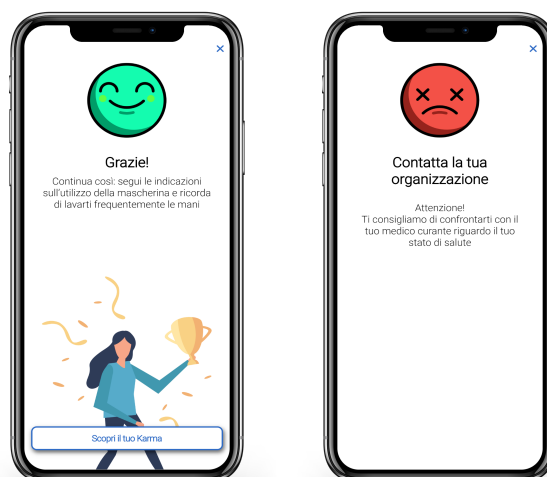 Grazie!
Continua così: segui le indicazioni
sull'utilizzo della mascherina e ricorda
di lavarti frequentemente le mani
Scopri il tuo Karma
Contatta la tua
organizzazione
Attenzione!
Ti consigliamo di confrontarti con il
tuo medico curante riguardo il tuo
stato di salute